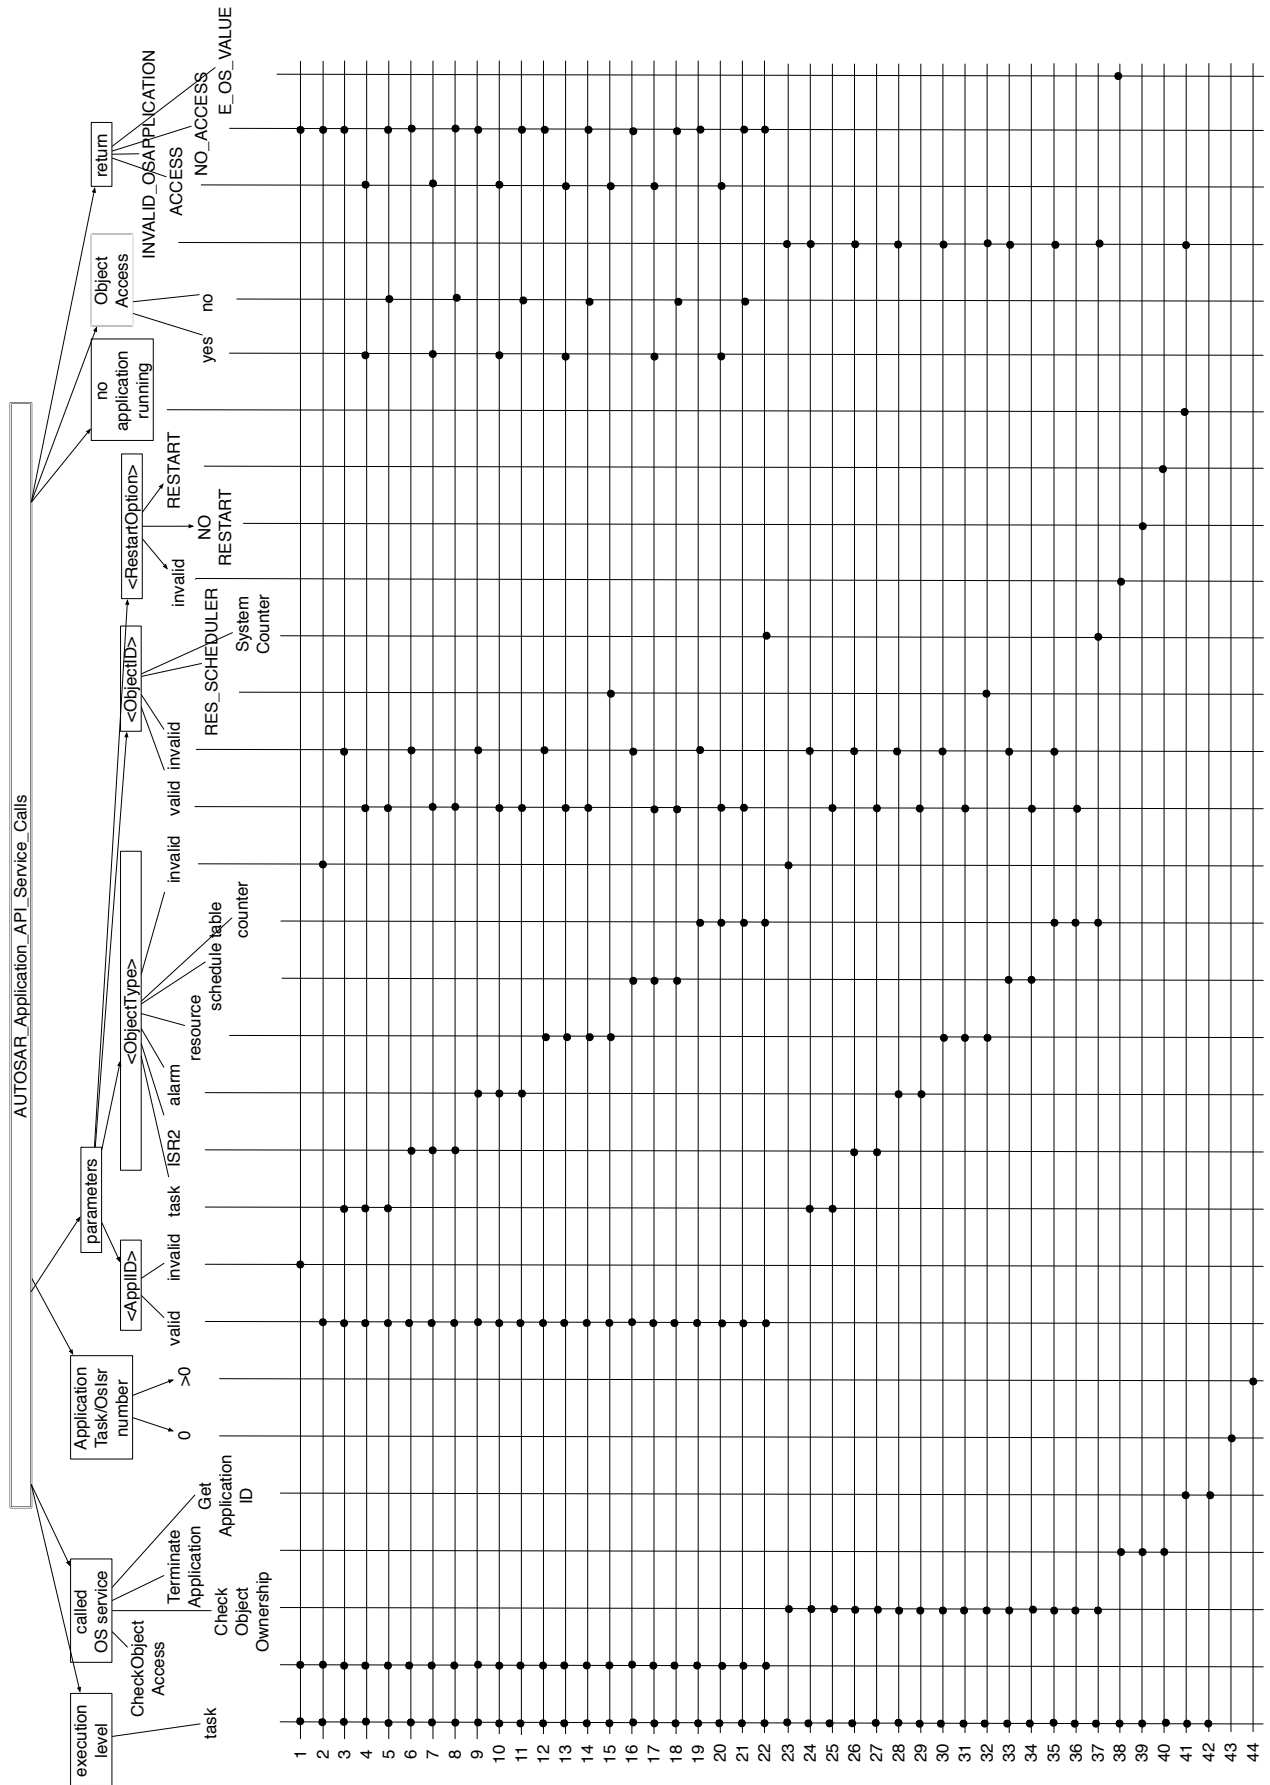 AUTOSAR_Application_API_Service_Calls
execution
level
task
called
OS service
CheckObject
Access
Check
Object
Ownership
Terminate
Application
Get
Application
ID
Application
Task/OsIsr
number
0
>0
parameters
<ApplID>
valid
invalid
<ObjectType>
task
ISR2
alarm
resource
schedule table
counter
invalid
<ObjectID>
valid
invalid
RES_SCHEDULER
System
Counter
<RestartOption>
invalid
NO
RESTART
RESTART
no
application
running
Object
Access
yes
no
return
INVALID_OSAPPLICATION
ACCESS
NO_ACCESS
E_OS_VALUE
1
2
3
4
5
6
7
8
9
10
11
12
13
14
15
16
17
18
19
20
21
22
23
24
25
26
27
28
29
30
31
32
33
34
35
36
37
38
39
40
41
42
43
44